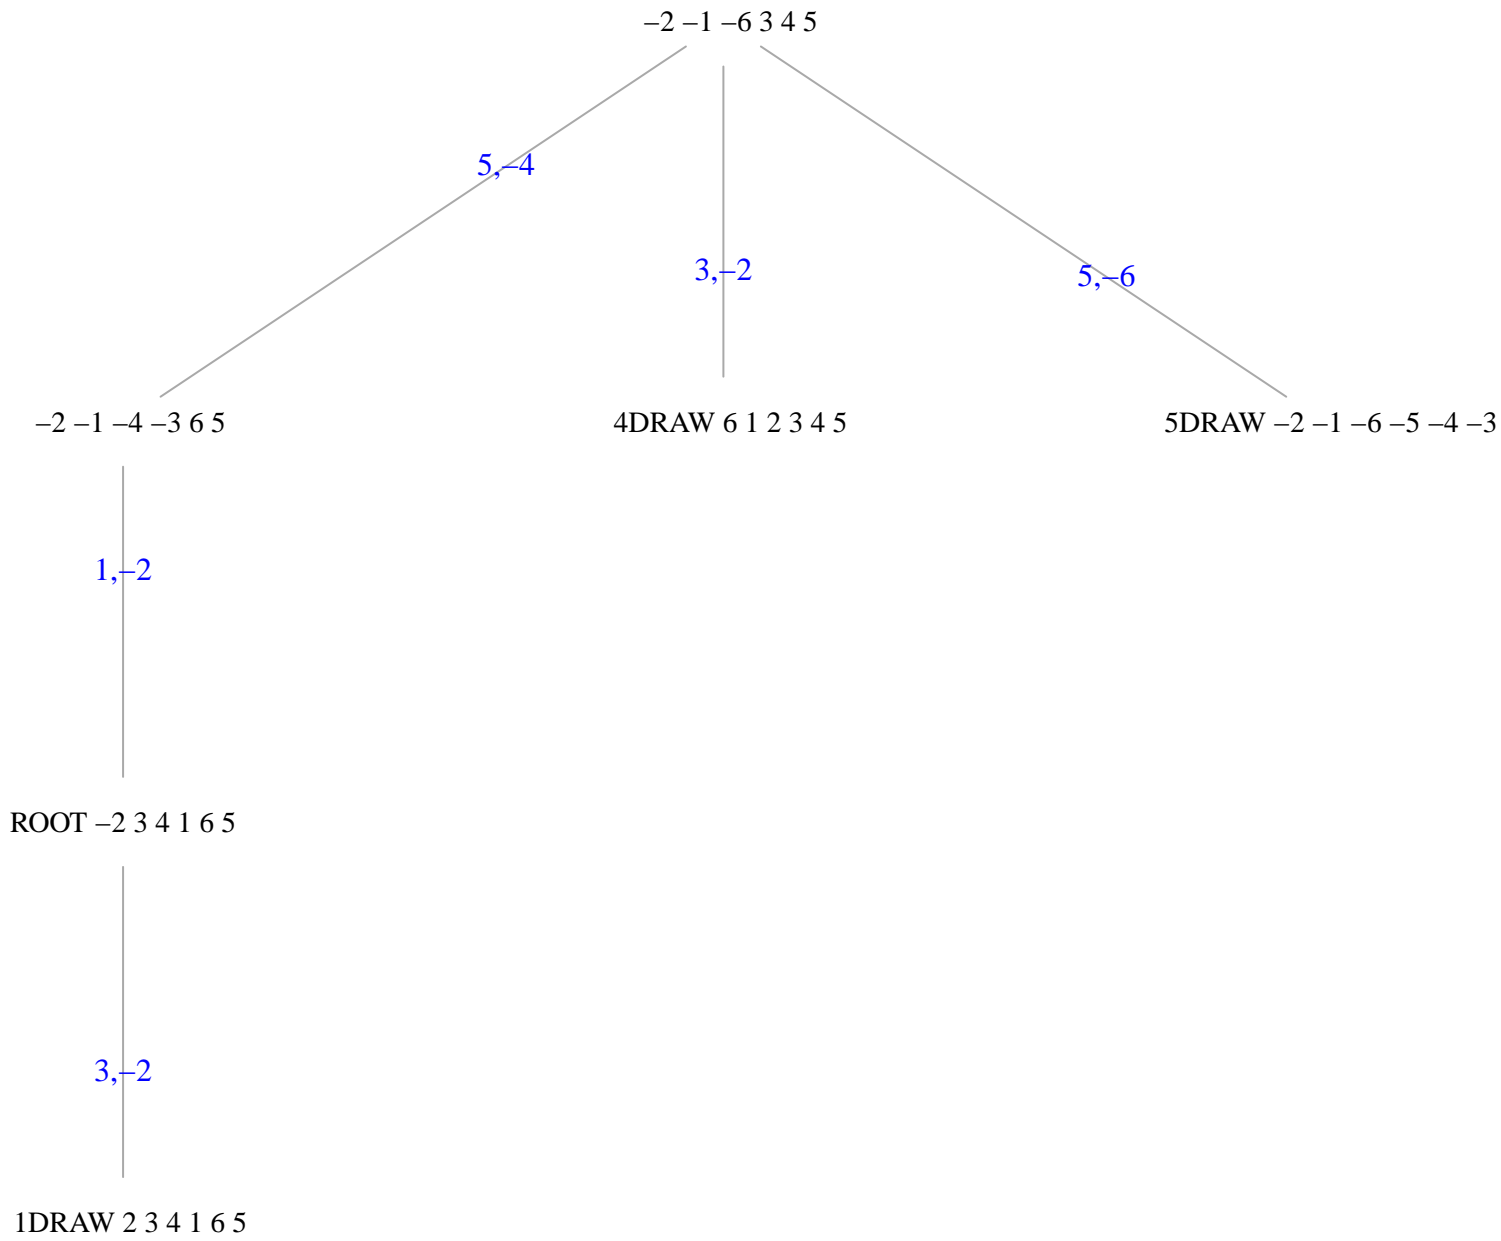 –2 –1 –6 3 4 5
5,–4
3,–2
5,–6
–2 –1 –4 –3 6 5
4DRAW 6 1 2 3 4 5
5DRAW –2 –1 –6 –5 –4 –3
1,–2
ROOT –2 3 4 1 6 5
3,–2
1DRAW 2 3 4 1 6 5